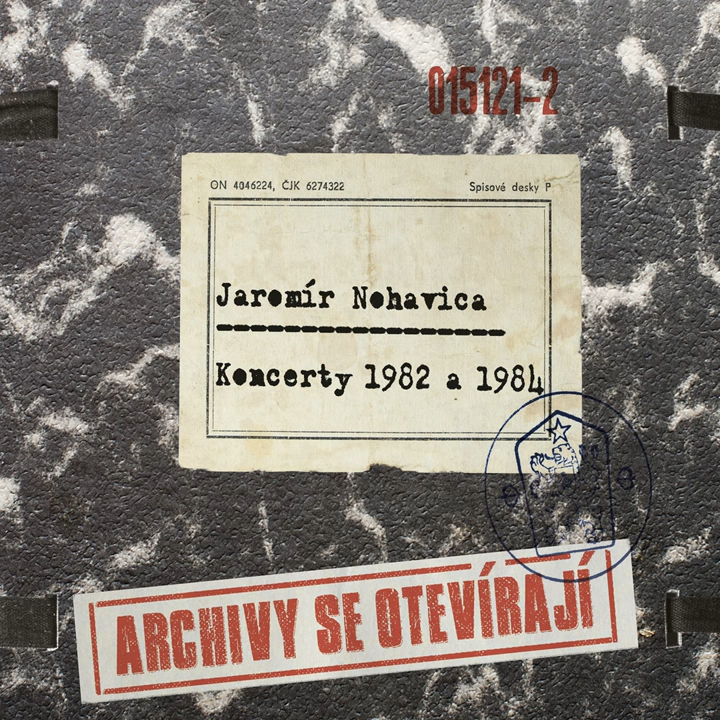 015121-2
ON 4046224, ČJK 6274322 Spisové desky P
Jaromír Nohavica
Koncerty 1982 a 1984
ARCHIVY SE OTEVÍRAJÍ